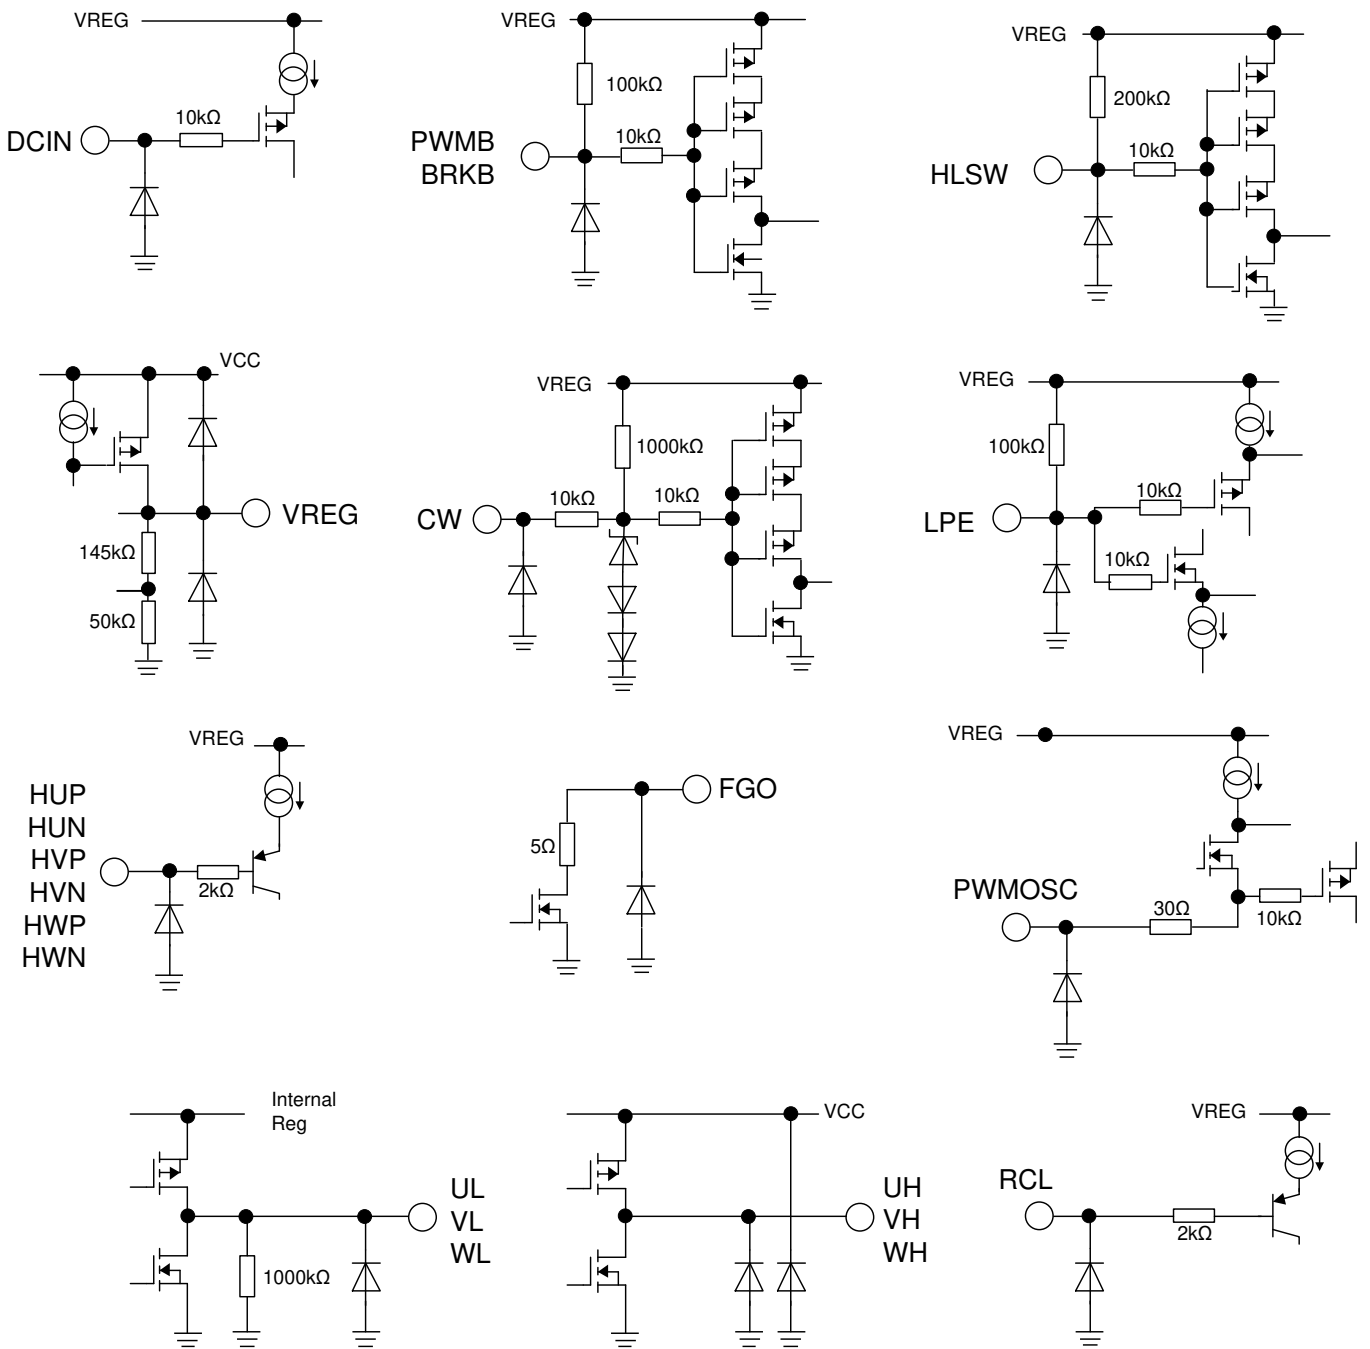 VREG
10kΩ
DCIN
VREG
100kΩ
10kΩ
PWMB
BRKB
VREG
200kΩ
10kΩ
HLSW
VCC
VREG
145kΩ
50kΩ
VREG
1000kΩ
10kΩ
10kΩ
CW
VREG
100kΩ
10kΩ
LPE
10kΩ
VREG
HUP
HUN
HVP
HVN
HWP
HWN
2kΩ
FGO
5Ω
VREG
PWMOSC
30Ω
10kΩ
Internal
Reg
UL
VL
WL
1000kΩ
VCC
UH
VH
WH
VREG
RCL
2kΩ